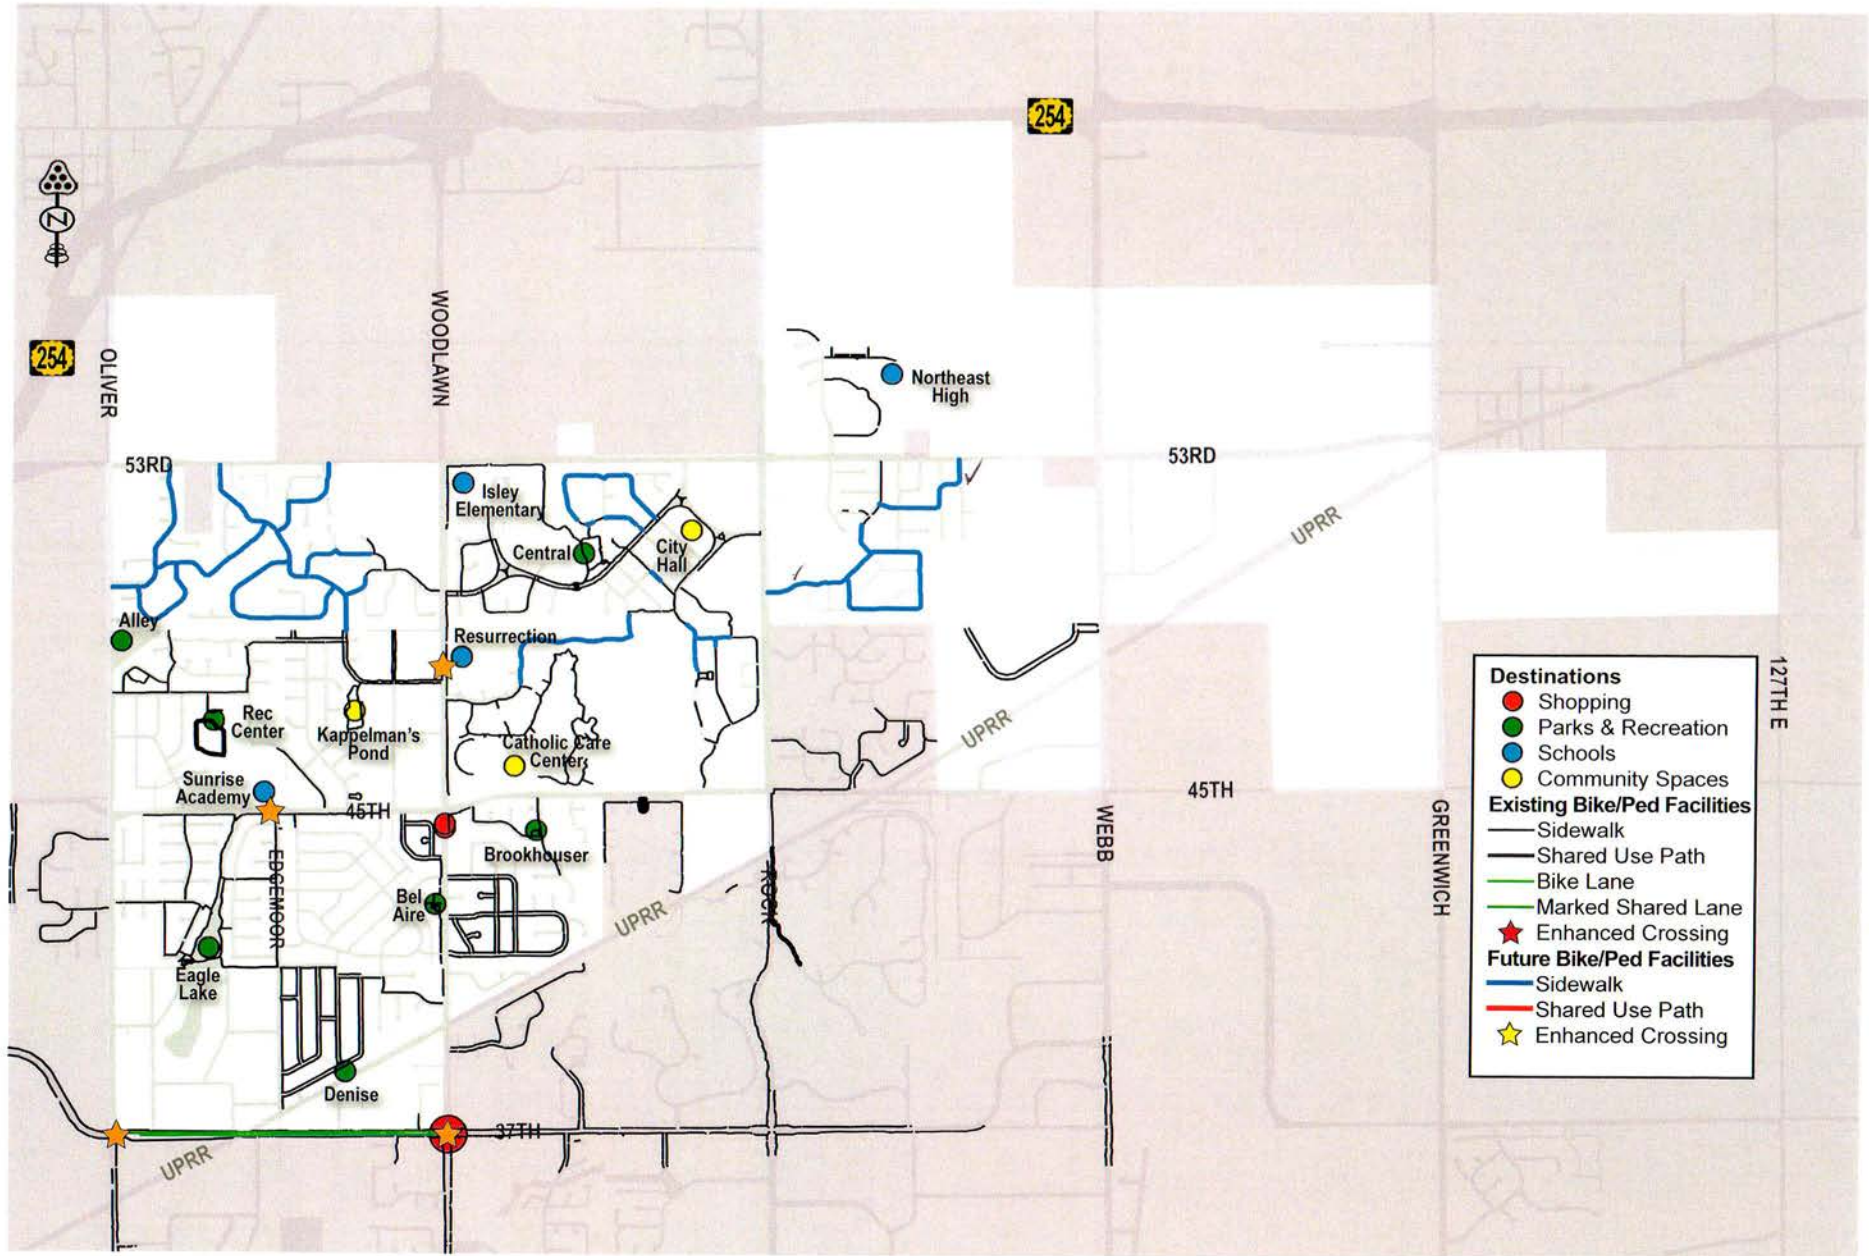 254
N
WOODLAWN
254
OLIVER
Northeast
High
53RD
53RD
Isley
Elementary
Central
City
Hall
UPRR
Alley
Resurrection
Rec
Center
Kappelman's
Pond
Catholic Care
Center
UPRR
Sunrise
Academy
45TH
45TH
127TH E
WEBB
GREENWICH
EDGEMOOR
Brookhouser
ROCK
Bel
Aire
UPRR
Eagle
Lake
Denise
37TH
UPRR
Destinations
Shopping
Parks & Recreation
Schools
Community Spaces
Existing Bike/Ped Facilities
Sidewalk
Shared Use Path
Bike Lane
Marked Shared Lane
Enhanced Crossing
Future Bike/Ped Facilities
Sidewalk
Shared Use Path
Enhanced Crossing